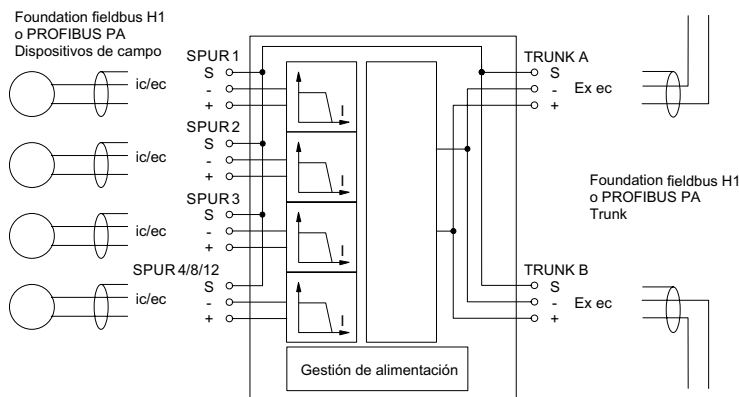 Foundation fieldbus H1
o PROFIBUS PA
Dispositivos de campo
SPUR 1
S
-
+
ic/ec
SPUR 2
S
-
+
ic/ec
SPUR 3
S
-
+
ic/ec
SPUR 4/8/12
S
-
+
ic/ec
I
I
I
I
Gestión de alimentación
TRUNK A
S
-
+
Ex ec
Foundation fieldbus H1
o PROFIBUS PA
Trunk
TRUNK B
S
-
+
Ex ec